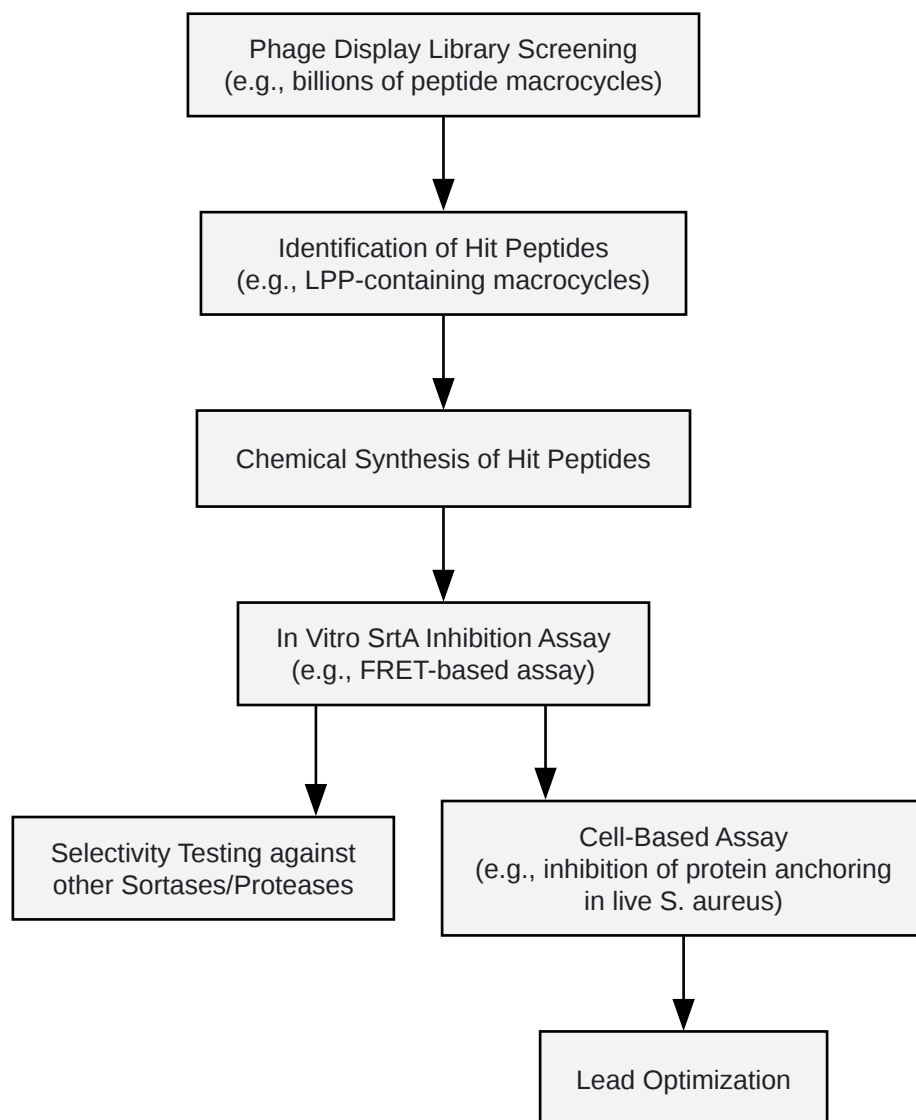 Phage Display Library Screening
(e.g., billions of peptide macrocycles)
Identification of Hit Peptides
(e.g., LPP-containing macrocycles)
Chemical Synthesis of Hit Peptides
In Vitro SrtA Inhibition Assay
(e.g., FRET-based assay)
Selectivity Testing against
other Sortases/Proteases
Cell-Based Assay
(e.g., inhibition of protein anchoring
in live S. aureus)
Lead Optimization